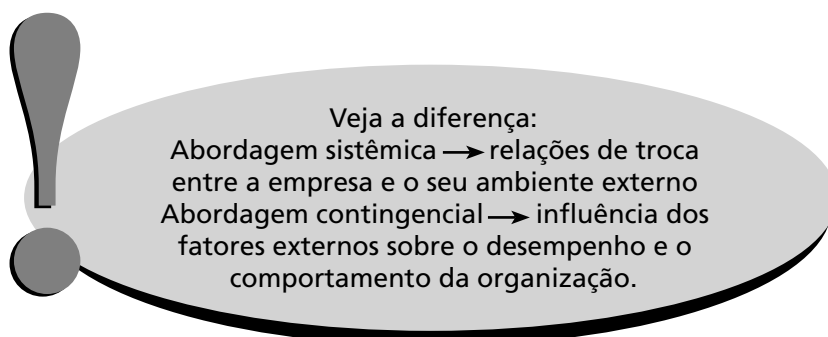 Veja a diferença:
Abordagem sistêmica → relações de troca
entre a empresa e o seu ambiente externo
Abordagem contingencial → influência dos
fatores externos sobre o desempenho e o
comportamento da organização.